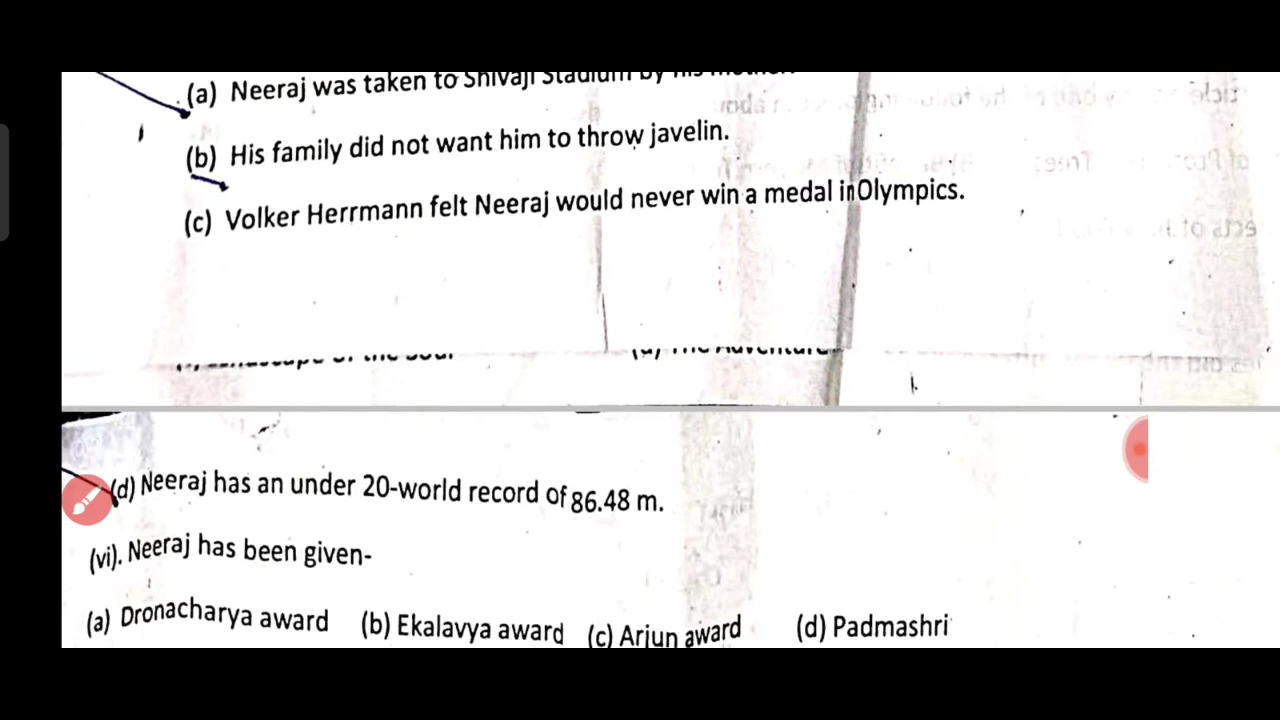 (a) Neeraj was taken to Shivaji Stadium by his mother.
(b) His family did not want him to throw javelin.
(c) Volker Herrmann felt Neeraj would never win a medal inOlympics.
(d) Neeraj has an under 20-world record of 86.48 m.
(vi). Neeraj has been given-
(a) Dronacharya award (b) Ekalavya award (c) Arjun award (d) Padmashri